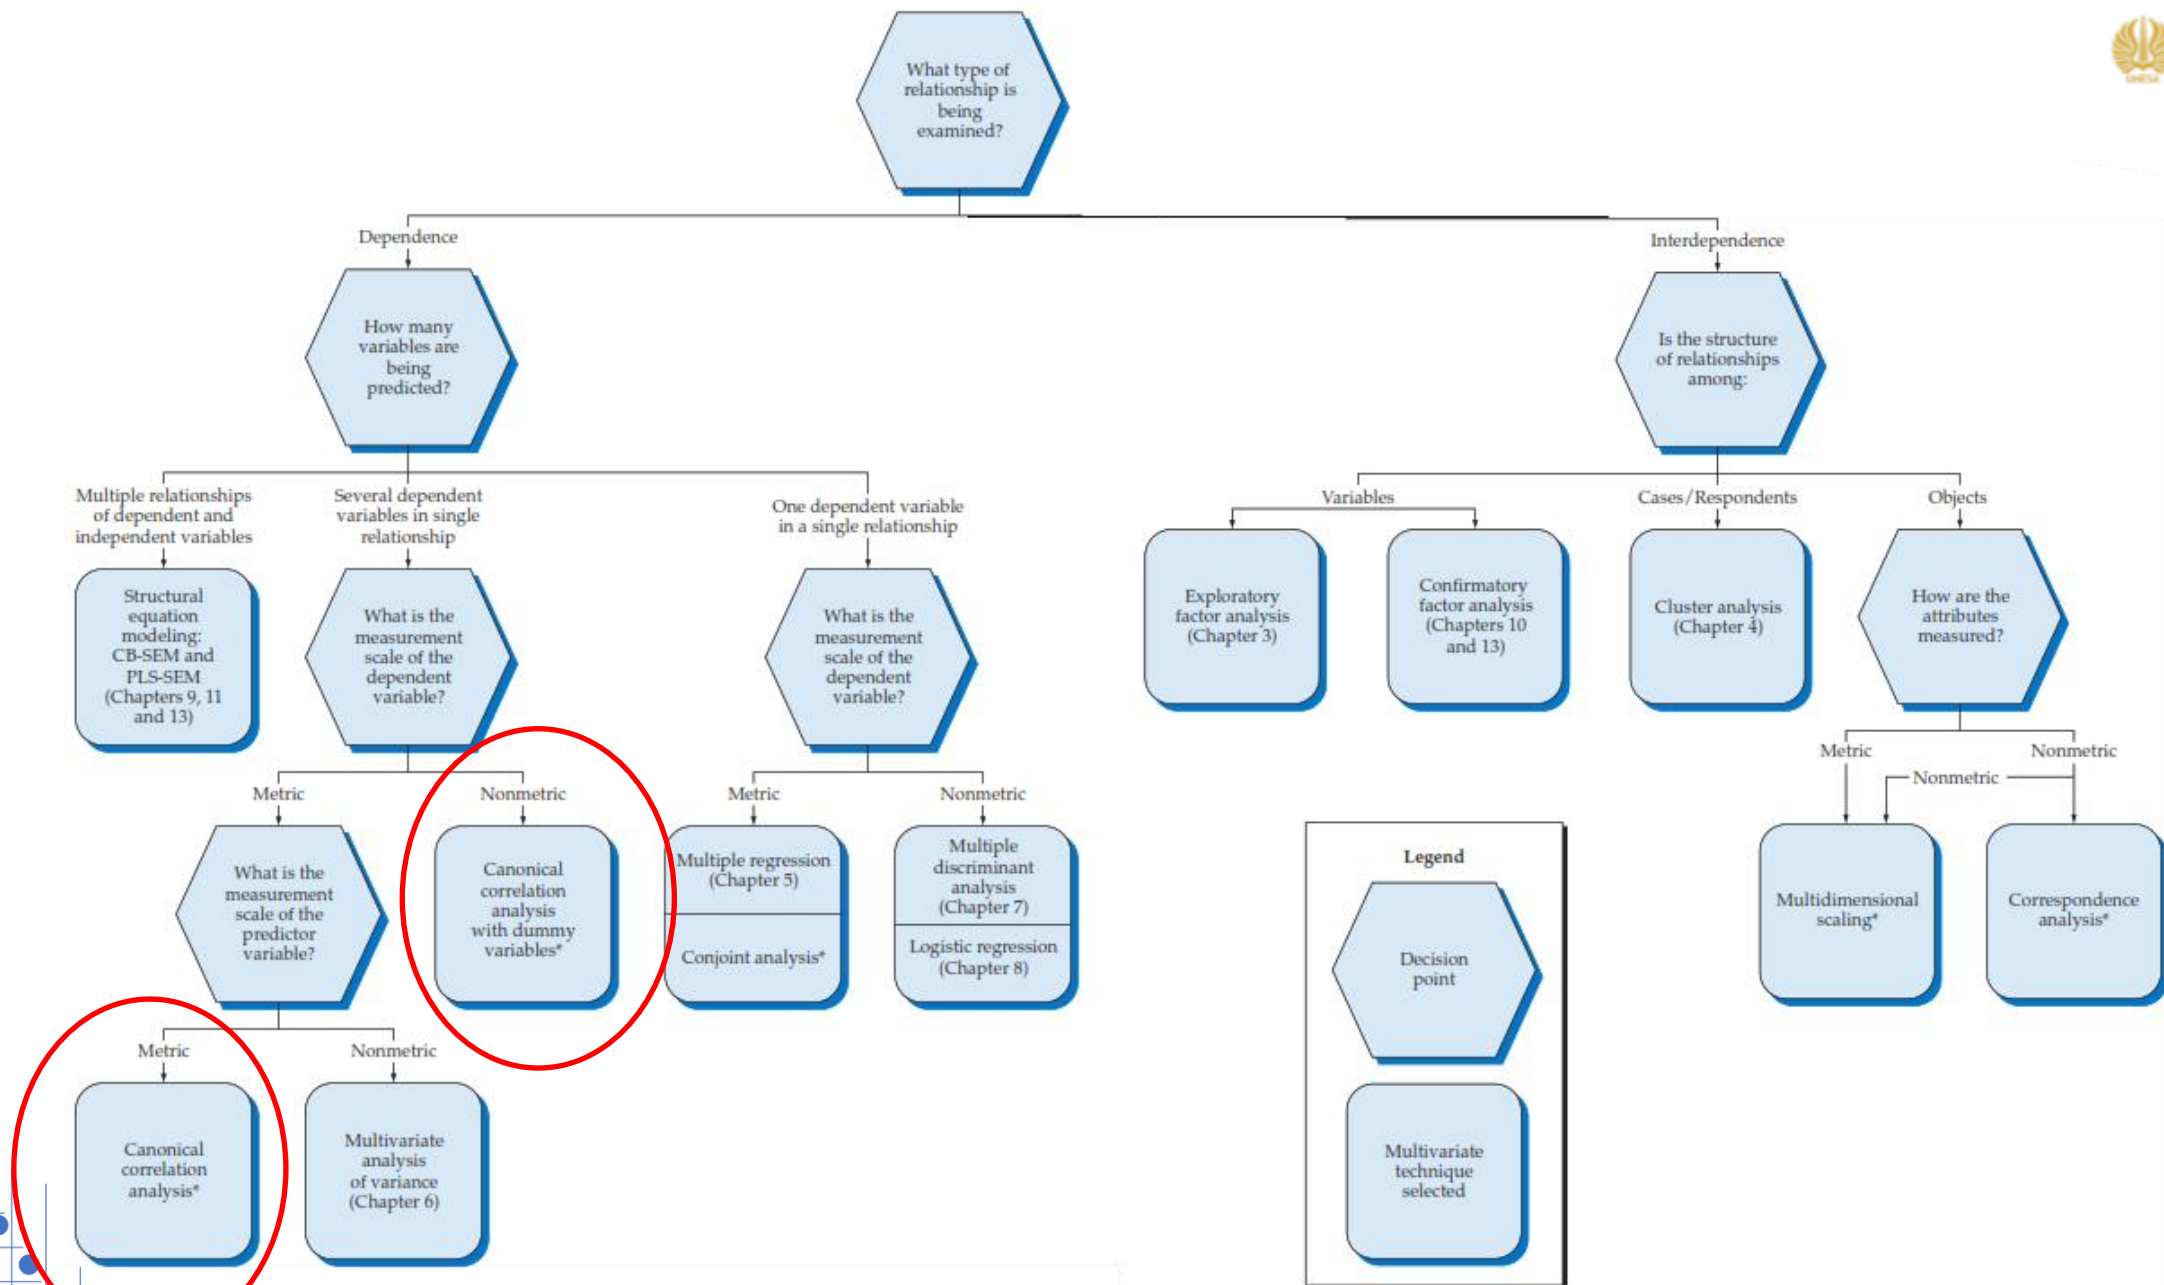 What type of
relationship is
being
examined?
UNESA
Dependence
Interdependence
How many
variables are
being
predicted?
Is the structure
of relationships
among:
Multiple relationships
of dependent and
independent variables
Several dependent
variables in single
relationship
One dependent variable
in a single relationship
Variables
Cases/Respondents
Objects
Structural
equation
modeling:
CB-SEM and
PLS-SEM
(Chapters 9, 11
and 13)
What is the
measurement
scale of the
dependent
variable?
What is the
measurement
scale of the
dependent
variable?
Exploratory
factor analysis
(Chapter 3)
Confirmatory
factor analysis
(Chapters 10
and 13)
Cluster analysis
(Chapter 4)
How are the
attributes
measured?
Metric
Nonmetric
Metric
Nonmetric
Metric
Nonmetric
Nonmetric
What is the
measurement
scale of the
predictor
variable?
Canonical
correlation
analysis
with dummy
variables*
Multiple regression
(Chapter 5)
Conjoint analysis*
Multiple
discriminant
analysis
(Chapter 7)
Logistic regression
(Chapter 8)
Legend
Decision
point
Multivariate
technique
selected
Multidimensional
scaling*
Correspondence
analysis*
Metric
Nonmetric
Canonical
correlation
analysis*
Multivariate
analysis
of variance
(Chapter 6)